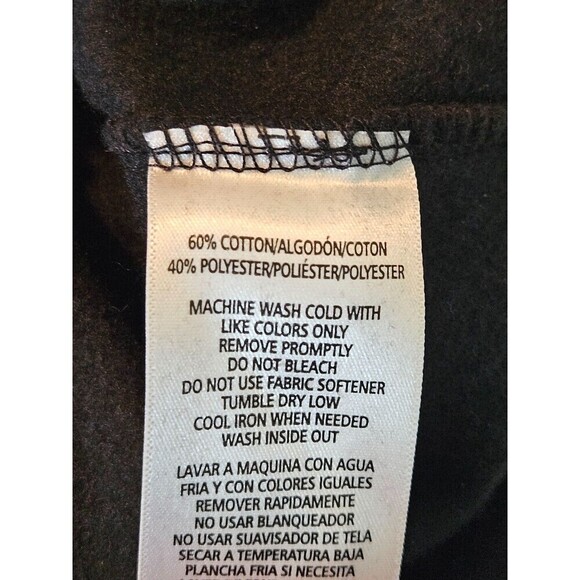 60% COTTON/ALGODÓN/COTON
40% POLYESTER/POLIÉSTER/POLYESTER
MACHINE WASH COLD WITH
LIKE COLORS ONLY
REMOVE PROMPTLY
DO NOT BLEACH
DO NOT USE FABRIC SOFTENER
TUMBLE DRY LOW
COOL IRON WHEN NEEDED
WASH INSIDE OUT
LAVAR A MAQUINA CON AGUA
FRIA Y CON COLORES IGUALES
REMOVER RAPIDAMENTE
NO USAR BLANQUEADOR
NO USAR SUAVISADOR DE TELA
SECAR A TEMPERATURA BAJA
PLANCHA FRIA SI NECESITA